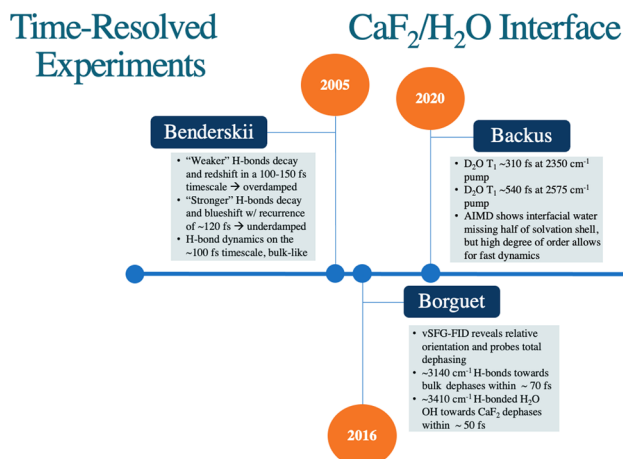 Time-Resolved
Experiments
CaF₂/H₂O Interface
2005
2020
Benderskii
• “Weaker” H-bonds decay
and redshift in a 100-150 fs
timescale → overdamped
• “Stronger” H-bonds decay
and blueshift w/ recurrence
of ~120 fs → underdamped
• H-bond dynamics on the
~100 fs timescale, bulk-like
Backus
• D₂O T₁ ~310 fs at 2350 cm⁻¹
pump
• D₂O T₁ ~540 fs at 2575 cm⁻¹
pump
• AIMD shows interfacial water
missing half of solvation shell,
but high degree of order allows
for fast dynamics
Borguet
• vSFG-FID reveals relative
orientation and probes total
dephasing
• ~3140 cm⁻¹ H-bonds towards
bulk dephases within ~ 70 fs
• ~3410 cm⁻¹ H-bonded H₂O
OH towards CaF₂ dephases
within ~ 50 fs
2016